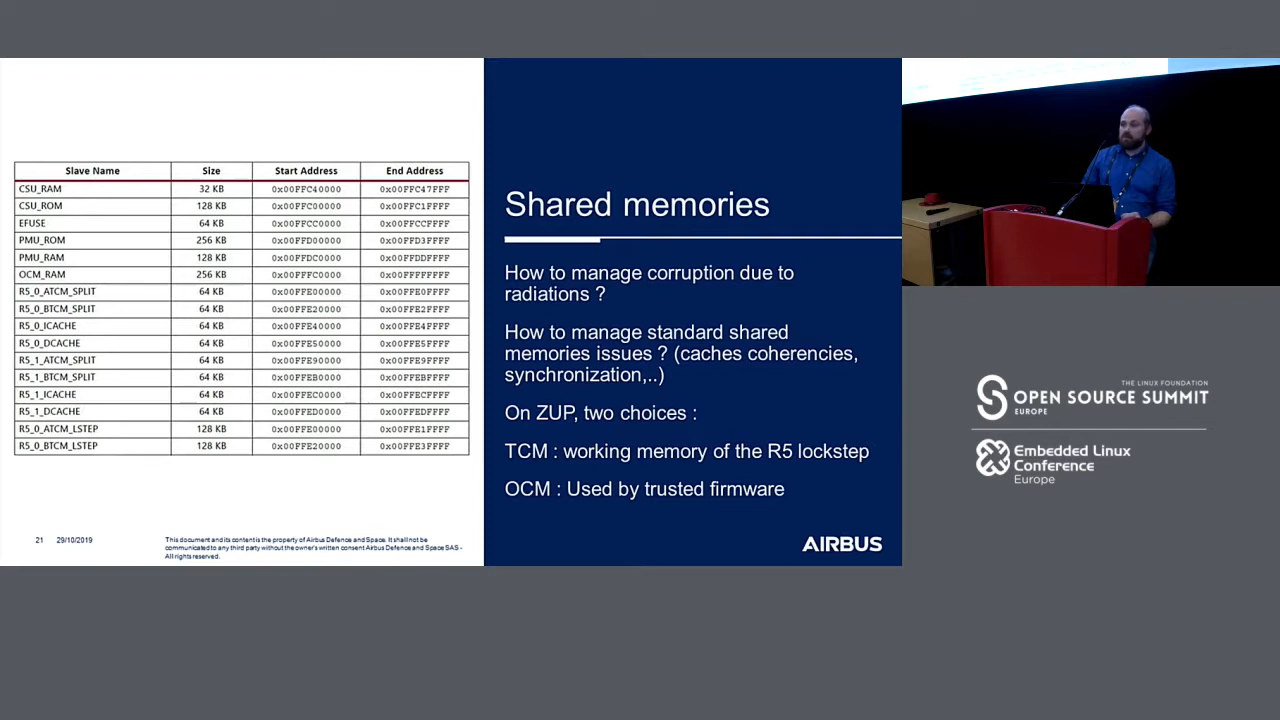 Slave Name Size Start Address End Address
CSU_RAM 32 KB 0x00FFC40000 0x00FFC47FFF
CSU_ROM 128 KB 0x00FFC00000 0x00FFC1FFFF
EFUSE 64 KB 0x00FFCC0000 0x00FFCCFFFF
PMU_ROM 256 KB 0x00FFD00000 0x00FFD3FFFF
PMU_RAM 128 KB 0x00FFDC0000 0x00FFDDFFFF
OCM_RAM 256 KB 0x00FFFC0000 0x00FFFFFFFF
R5_0_ATCM_SPLIT 64 KB 0x00FFE00000 0x00FFE0FFFF
R5_0_BTCM_SPLIT 64 KB 0x00FFE20000 0x00FFE2FFFF
R5_0_ICACHE 64 KB 0x00FFE40000 0x00FFE4FFFF
R5_0_DCACHE 64 KB 0x00FFE50000 0x00FFE5FFFF
R5_1_ATCM_SPLIT 64 KB 0x00FFE90000 0x00FFE9FFFF
R5_1_BTCM_SPLIT 64 KB 0x00FFEB0000 0x00FFEBFFFF
R5_1_ICACHE 64 KB 0x00FFEC0000 0x00FFECFFFF
R5_1_DCACHE 64 KB 0x00FFED0000 0x00FFEDFFFF
R5_0_ATCM_LSTEP 128 KB 0x00FFE00000 0x00FFE1FFFF
R5_0_BTCM_LSTEP 128 KB 0x00FFE20000 0x00FFE3FFFF
21 29/10/2019
This document and its content is the property of Airbus Defence and Space. It shall not be
communicated to any third party without the owner's written consent Airbus Defence and Space SAS -
All rights reserved.
Shared memories
How to manage corruption due to
radiations ?
How to manage standard shared
memories issues ? (caches coherencies,
synchronization,..)
On ZUP, two choices :
TCM : working memory of the R5 lockstep
OCM : Used by trusted firmware
AIRBUS
THE LINUX FOUNDATION
OPEN SOURCE SUMMIT
EUROPE
Embedded Linux
Conference
Europe